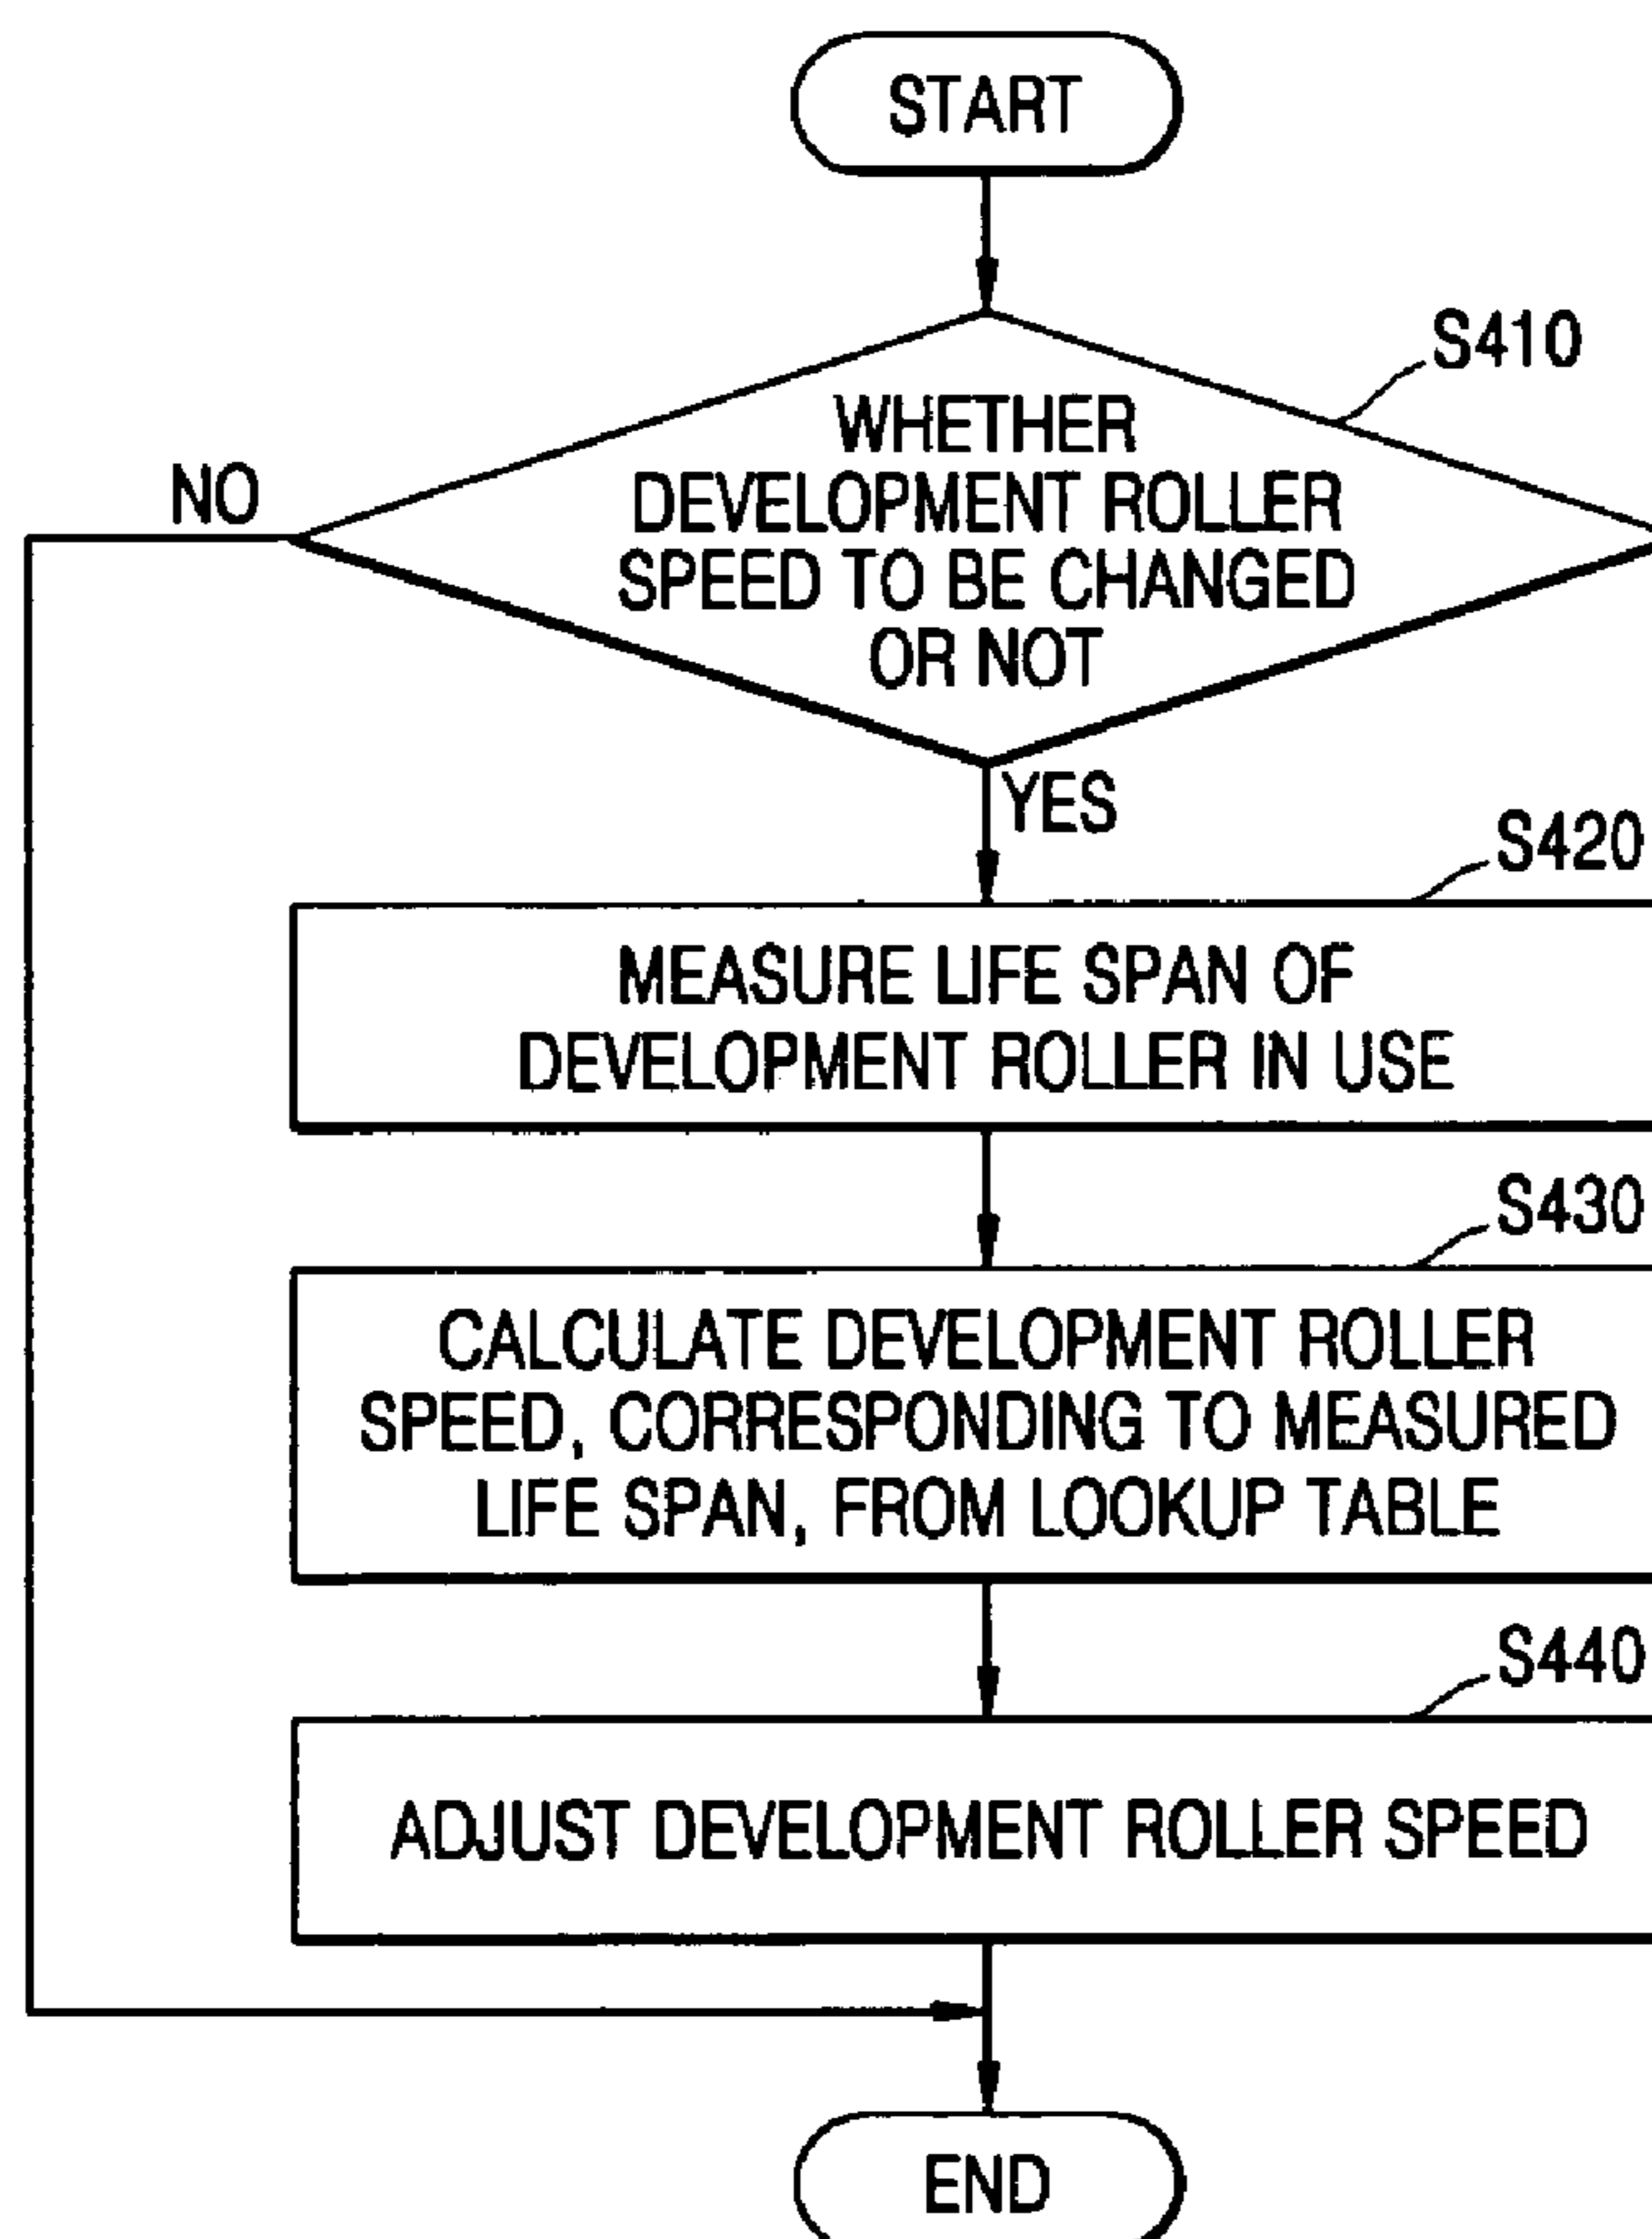 START
S410
WHETHER
DEVELOPMENT ROLLER
SPEED TO BE CHANGED
OR NOT
NO
YES
S420
MEASURE LIFE SPAN OF
DEVELOPMENT ROLLER IN USE
S430
CALCULATE DEVELOPMENT ROLLER
SPEED, CORRESPONDING TO MEASURED
LIFE SPAN, FROM LOOKUP TABLE
S440
ADJUST DEVELOPMENT ROLLER SPEED
END